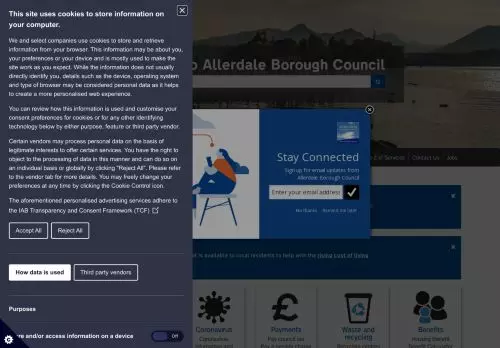 This site uses cookies to store information on
your computer.
We and select companies use cookies to store and retrieve
information from your browser. This information may be about you,
your preferences or your device and is mostly used to make the
site work as you expect. While the information does not usually
directly identify you, details such as the device, operating system
and type of browser may be considered personal data as it helps
to create a more personalised web experience.
You can review how this information is used and customise your
consent preferences for cookies or for any other identifying
technology below by either purpose, feature or third party vendor.
Certain vendors may process personal data on the basis of
legitimate interests to offer certain services. You have the right to
object to the processing of data in this manner and can do so on
an individual basis or globally by clicking "Reject All". Please refer
to the vendor tab for more details. You may freely change your
preferences at any time by clicking the Cookie Control icon.
The aforementioned personalised advertising services adhere to
the IAB Transparency and Consent Framework (TCF)
Accept All
Reject All
How data is used
Third party vendors
Purposes
and/or access information on a device
Off
Allerdale Borough Council
Services
Contact us
Jobs
Stay Connected
Sign up for email updates from
Allerdale Borough Council
Enter your email address
No thanks
Remind me later
is available to local residents to help with the rising cost of living
Coronavirus
Coronavirus
information and
Payments
Pay council tax
Waste and
recycling
Benefits
Housing Benefit